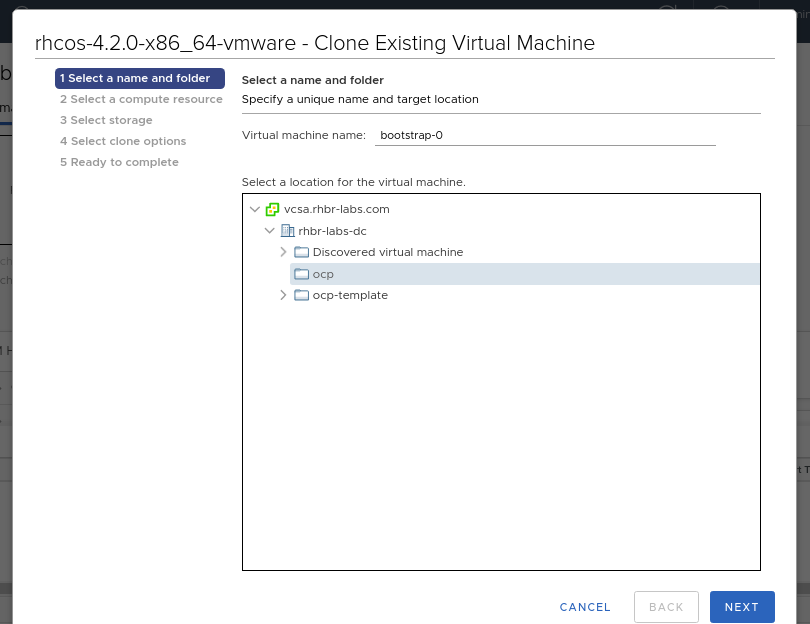 rhcos-4.2.0-x86_64-vmware - Clone Existing Virtual Machine
1 Select a name and folder
2 Select a compute resource
3 Select storage
4 Select clone options
5 Ready to complete
Select a name and folder
Specify a unique name and target location
Virtual machine name: bootstrap-0
Select a location for the virtual machine.
vcsa.rhbr-labs.com
rhbr-labs-dc
Discovered virtual machine
ocp
ocp-template
CANCEL BACK NEXT